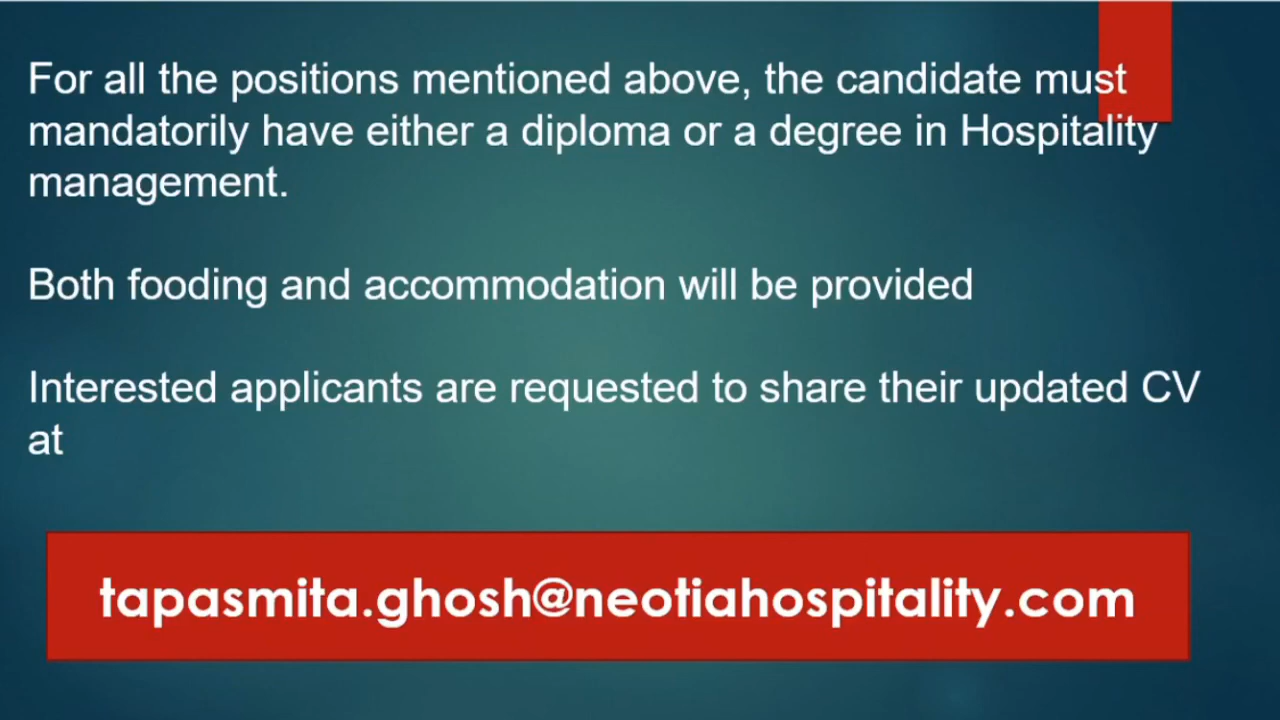 For all the positions mentioned above, the candidate must
mandatorily have either a diploma or a degree in Hospitality
management.
Both fooding and accommodation will be provided
Interested applicants are requested to share their updated CV
at
tapasmita.ghosh@neotiahospitality.com